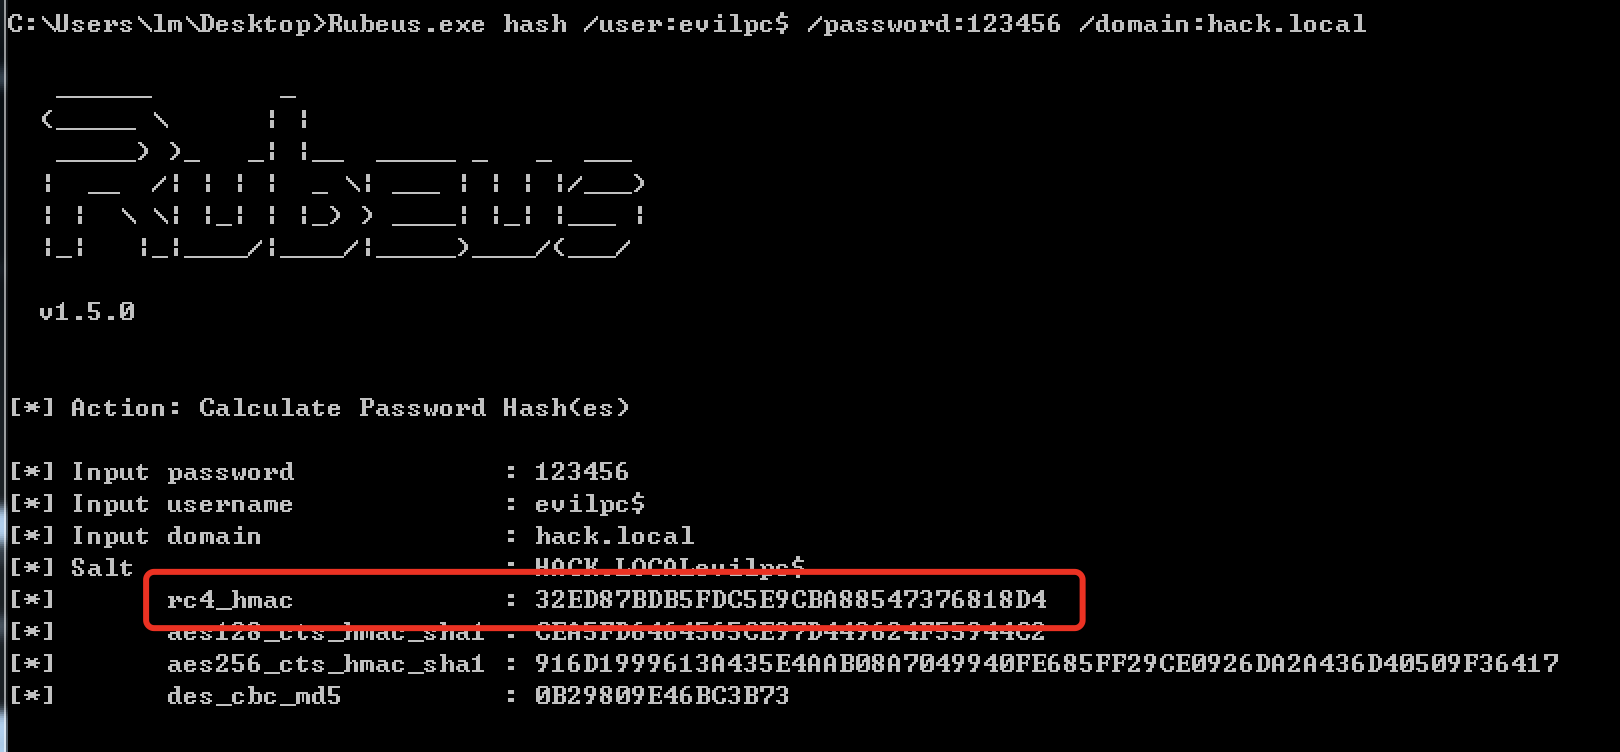 C:\Users\lm\Desktop>Rubeus.exe hash /user:evilpc$ /password:123456 /domain:hack.local
Rubeus
v1.5.0
[*] Action: Calculate Password Hash(es)
[*] Input password : 123456
[*] Input username : evilpc$
[*] Input domain : hack.local
[*] Salt : HACK.LOCALevilpc$
[*] rc4_hmac : 32ED87BDB5FDC5E9CBA88547376818D4
[*] aes128_cts_hmac_sha1 : CEA5FD6464565CE97D449624F55944C2
[*] aes256_cts_hmac_sha1 : 916D1999613A435E4AAB08A7049940FE685FF29CE0926DA2A436D40509F36417
[*] des_cbc_md5 : 0B29809E46BC3B73